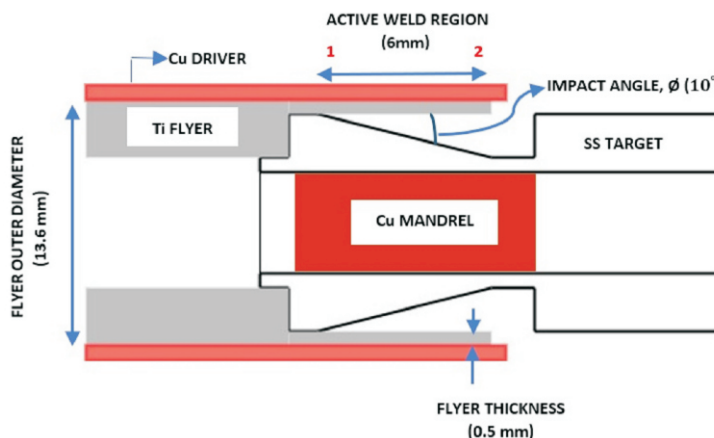 ACTIVE WELD REGION
(6mm)
Cu DRIVER
1
2
IMPACT ANGLE, Ø (10°
Ti FLYER
SS TARGET
FLYER OUTER DIAMETER
(13.6 mm)
Cu MANDREL
FLYER THICKNESS
(0.5 mm)